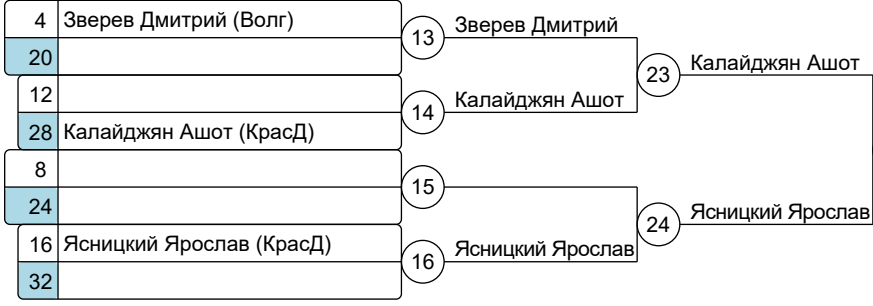 4 Зверев Дмитрий (Волг)
20
13 Зверев Дмитрий
12
28 Калайджян Ашот (КрасД)
14 Калайджян Ашот
23 Калайджян Ашот
8
24
15
16 Ясницкий Ярослав (КрасД)
32
16 Ясницкий Ярослав
24 Ясницкий Ярослав